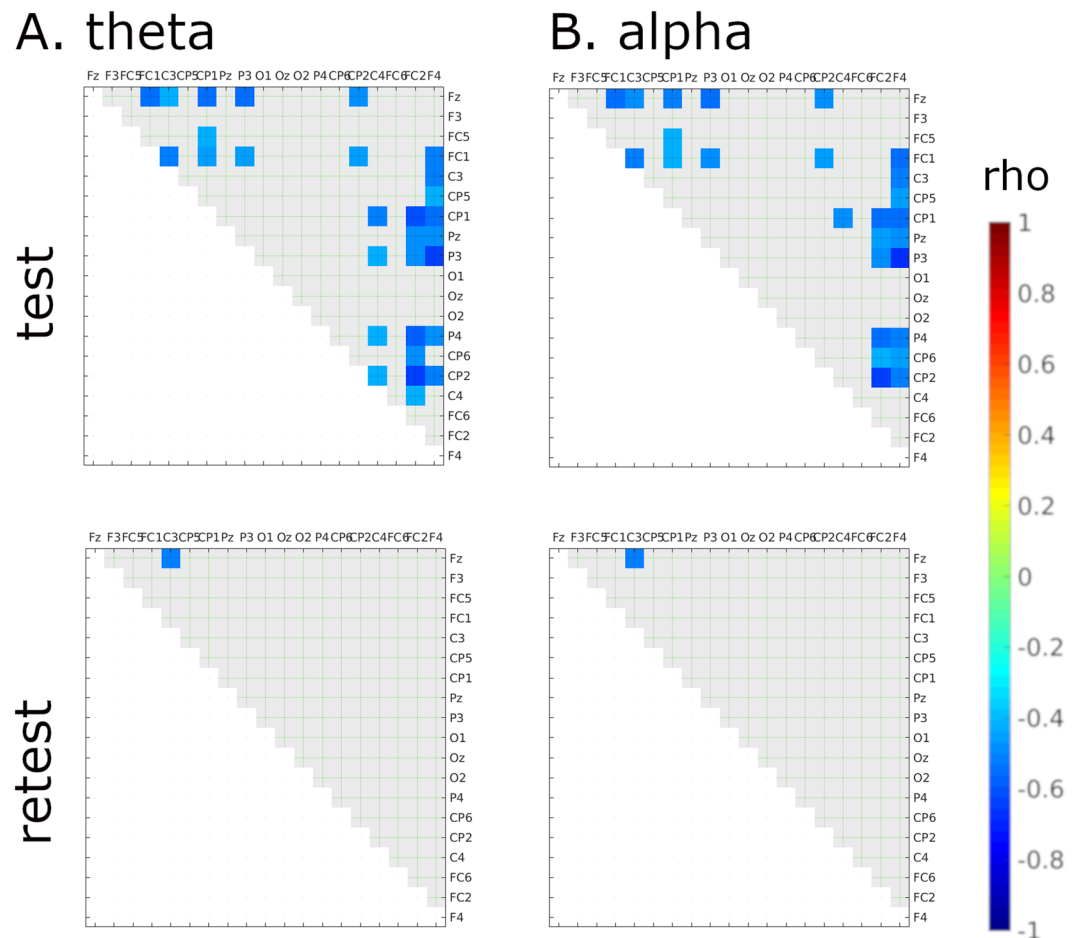 A. theta
B. alpha
Fz F3 FC5 FC1 C3 CP5 CP1 Pz P3 O1 Oz O2 P4 CP6 CP2 C4 FC6 FC2 F4
Fz F3 FC5 FC1 C3 CP5 CP1 Pz P3 O1 Oz O2 P4 CP6 CP2 C4 FC6 FC2 F4
test
Fz
F3
FC5
FC1
C3
CP5
CP1
Pz
P3
O1
Oz
O2
P4
CP6
CP2
C4
FC6
FC2
F4
Fz
F3
FC5
FC1
C3
CP5
CP1
Pz
P3
O1
Oz
O2
P4
CP6
CP2
C4
FC6
FC2
F4
retest
Fz F3 FC5 FC1 C3 CP5 CP1 Pz P3 O1 Oz O2 P4 CP6 CP2 C4 FC6 FC2 F4
Fz F3 FC5 FC1 C3 CP5 CP1 Pz P3 O1 Oz O2 P4 CP6 CP2 C4 FC6 FC2 F4
Fz
F3
FC5
FC1
C3
CP5
CP1
Pz
P3
O1
Oz
O2
P4
CP6
CP2
C4
FC6
FC2
F4
Fz
F3
FC5
FC1
C3
CP5
CP1
Pz
P3
O1
Oz
O2
P4
CP6
CP2
C4
FC6
FC2
F4
rho
1
0.8
0.6
0.4
0.2
0
-0.2
-0.4
-0.6
-0.8
-1